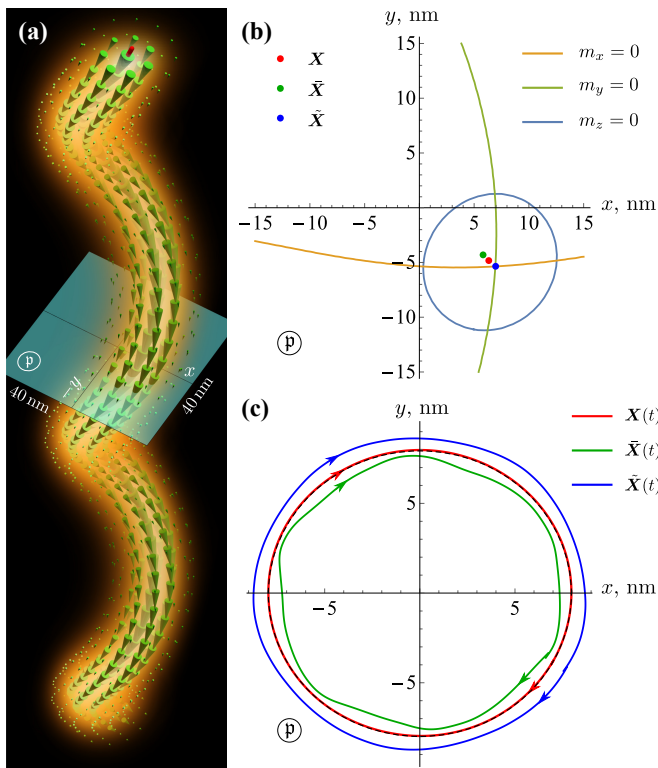 (a)
𝔭
40 nm
−y
x
40 nm
(b)
y, nm
X
X̄
X̃
m_x = 0
m_y = 0
m_z = 0
15
10
5
−15
−10
−5
5
10
15
x, nm
−5
−10
−15
𝔭
(c)
y, nm
X(t)
X̄(t)
X̃(t)
5
−5
5
x, nm
−5
𝔭